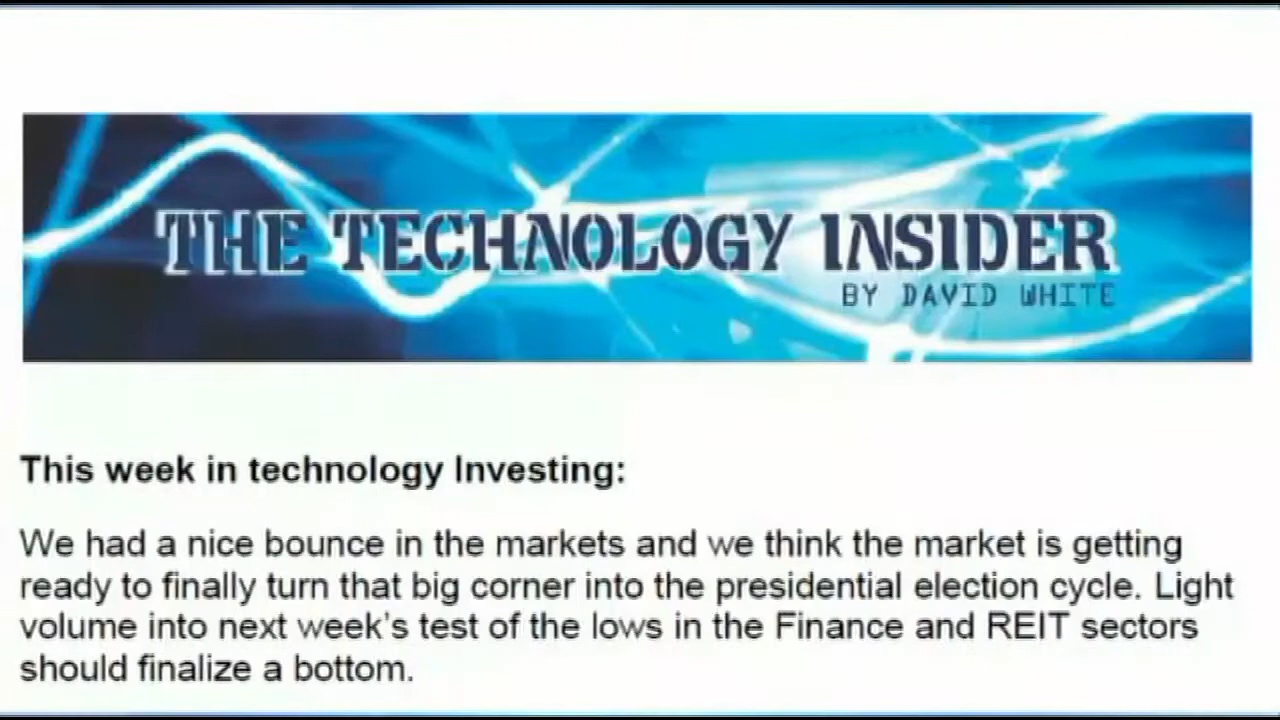 THE TECHNOLOGY INSIDER
BY DAVID WHITE
This week in technology Investing:
We had a nice bounce in the markets and we think the market is getting
ready to finally turn that big corner into the presidential election cycle. Light
volume into next week's test of the lows in the Finance and REIT sectors
should finalize a bottom.